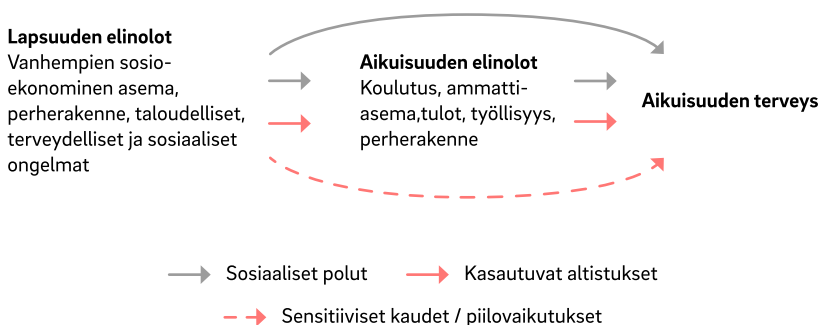 Lapsuuden elinolot
Vanhempien sosio-
ekonominen asema,
perherakenne, taloudelliset,
terveydelliset ja sosiaaliset
ongelmat
Aikuisuuden elinolot
Koulutus, ammatti-
asema,tulot, työllisyys,
perherakenne
Aikuisuuden terveys
Sosiaaliset polut
Kasautuvat altistukset
Sensitiiviset kaudet / piilovaikutukset